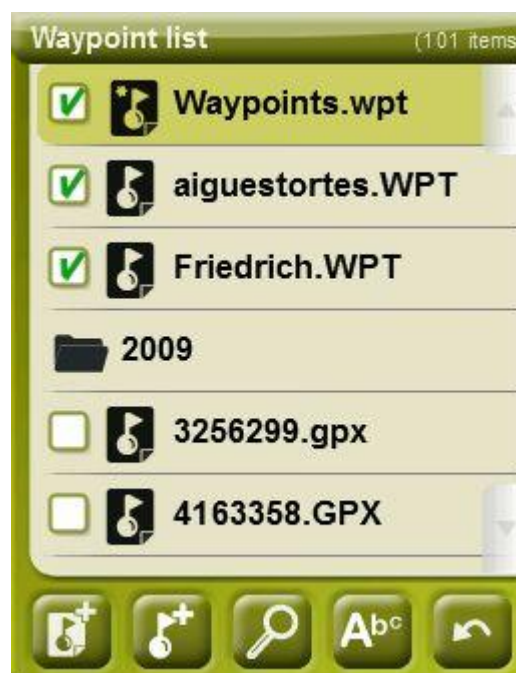 Waypoint list (101 items
Waypoints.wpt
aiguestortes.WPT
Friedrich.WPT
2009
3256299.gpx
4163358.GPX
Abc